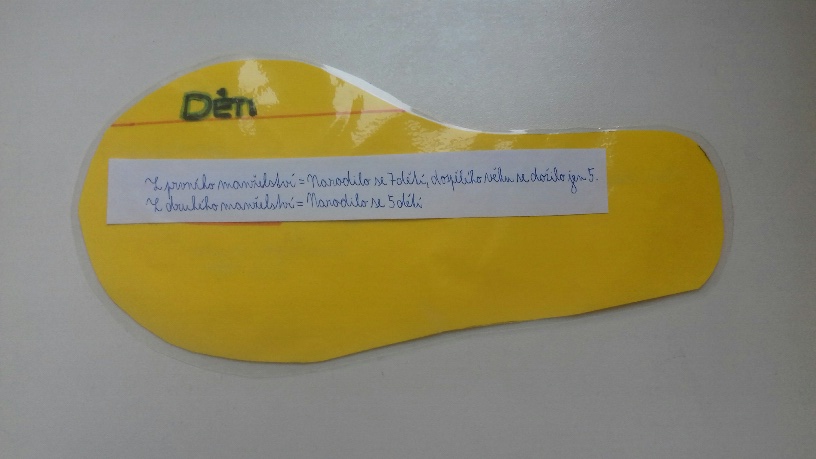 Děti
Z prvního manželství = Narodilo se 7 dětí, dospělého věku se dožilo jen 5.
Z druhého manželství = Narodilo se 5 dětí